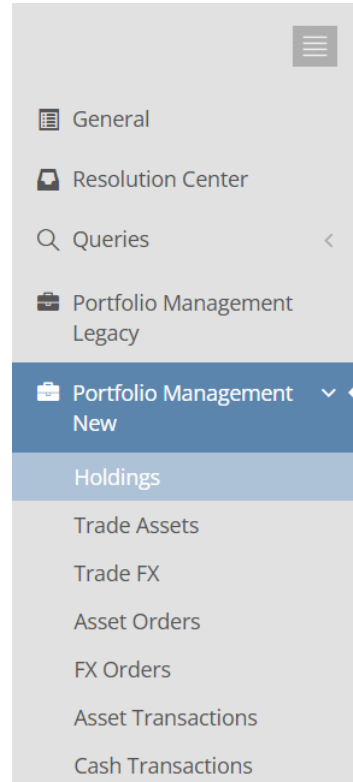 General
Resolution Center
Queries
Portfolio Management
Legacy
Portfolio Management
New
Holdings
Trade Assets
Trade FX
Asset Orders
FX Orders
Asset Transactions
Cash Transactions